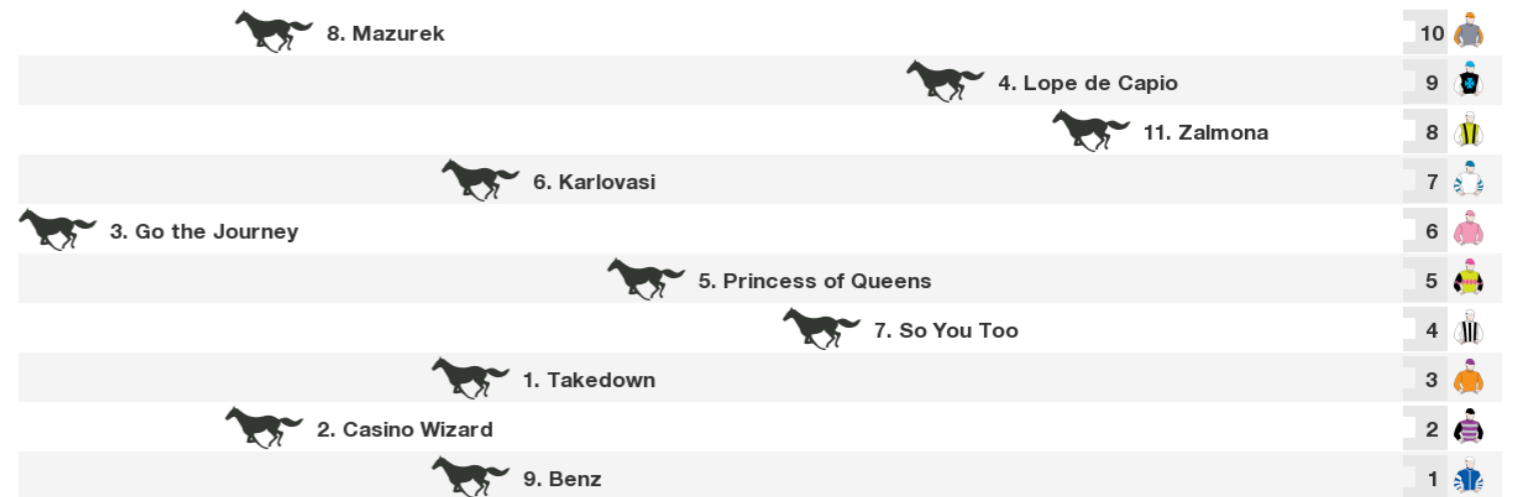 8. Mazurek 10
4. Lope de Capio 9
11. Zalmona 8
6. Karlovasi 7
3. Go the Journey 6
5. Princess of Queens 5
7. So You Too 4
1. Takedown 3
2. Casino Wizard 2
9. Benz 1